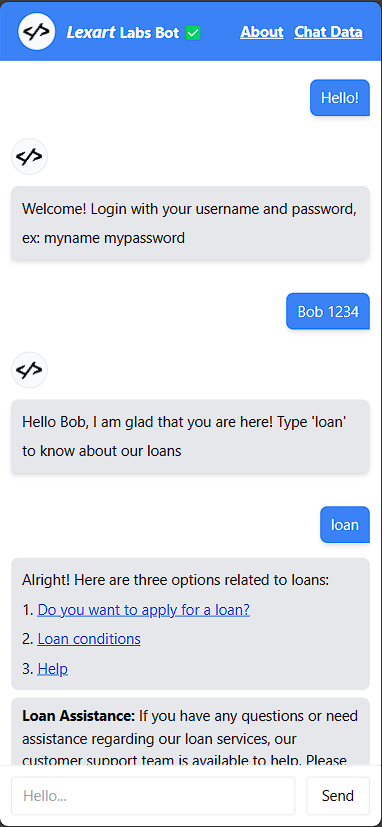 </> Lexart Labs Bot ✅ About Chat Data
Hello!
</>
Welcome! Login with your username and password,
ex: myname mypassword
Bob 1234
</>
Hello Bob, I am glad that you are here! Type 'loan'
to know about our loans
loan
Alright! Here are three options related to loans:
1. Do you want to apply for a loan?
2. Loan conditions
3. Help
Loan Assistance: If you have any questions or need
assistance regarding our loan services, our
customer support team is available to help. Please
Hello... Send